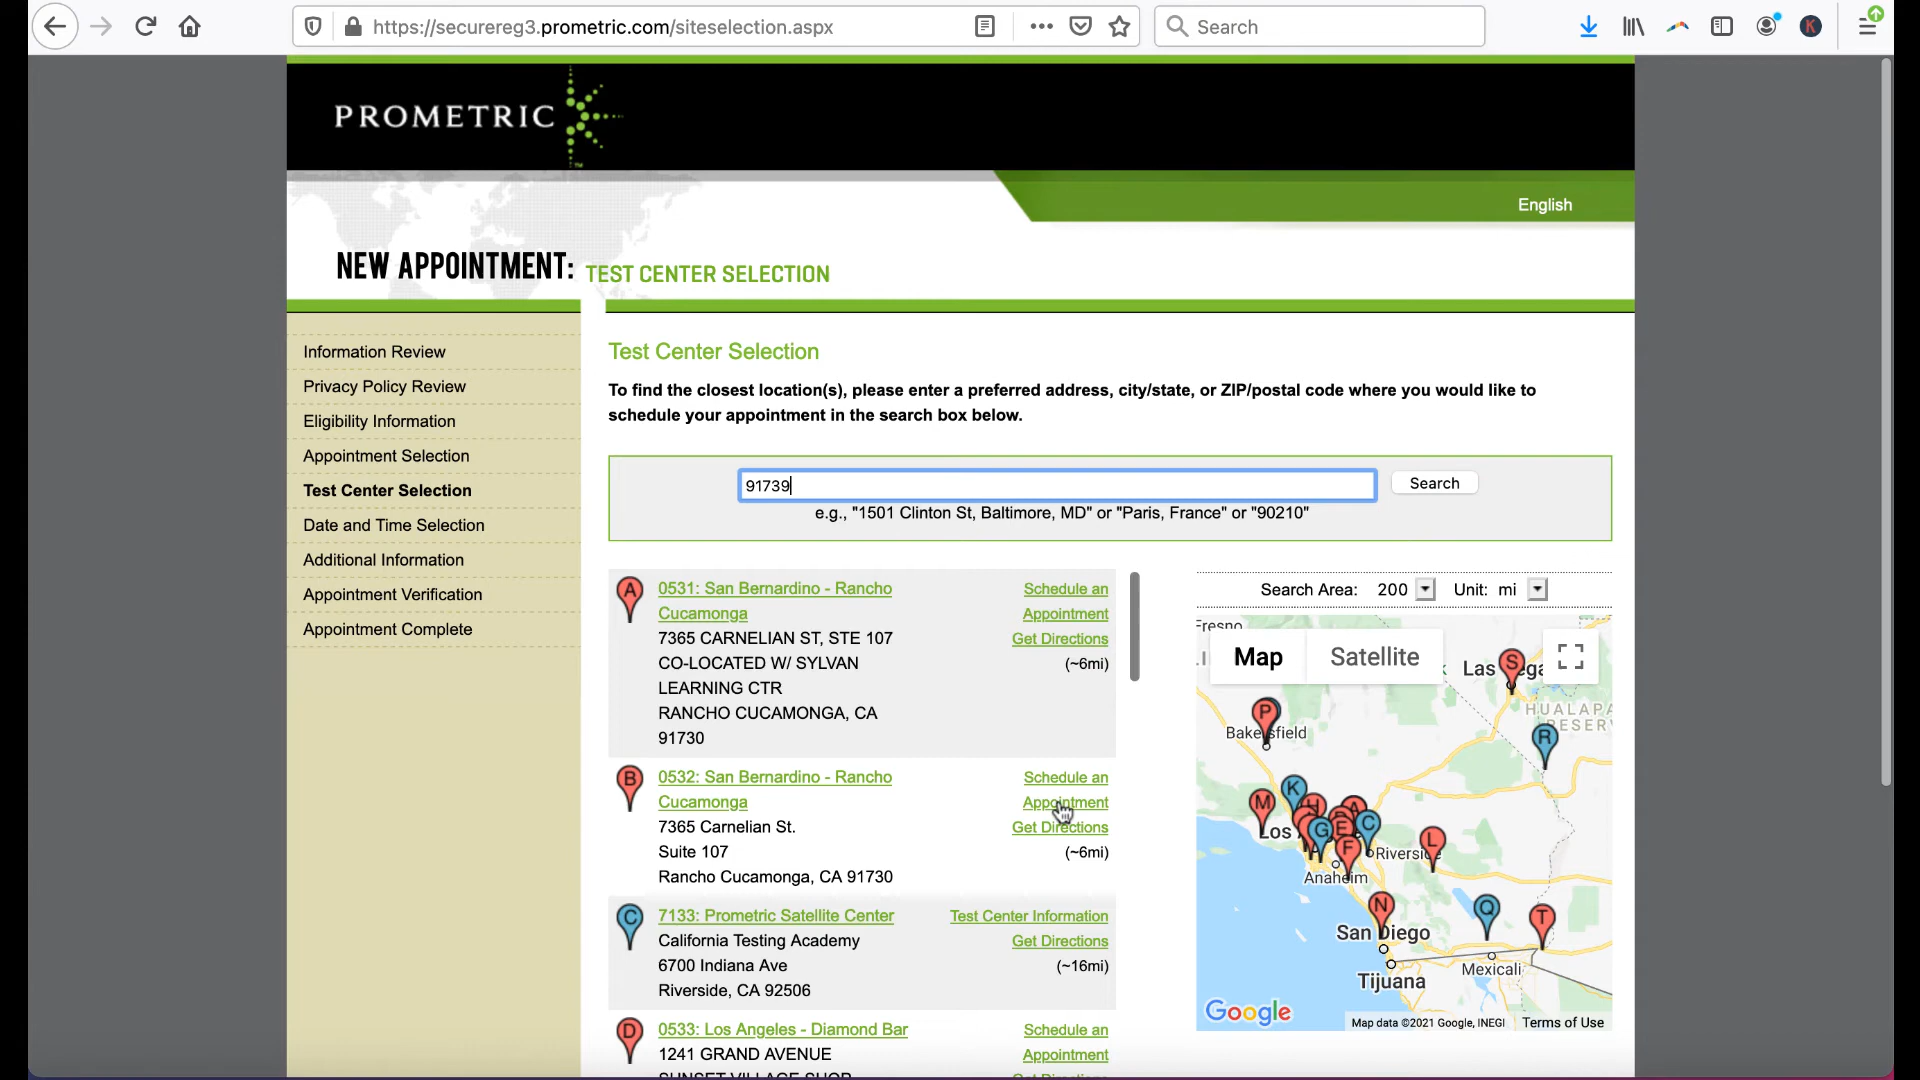 https://securereg3.prometric.com/siteselection.aspx
Search
K
PROMETRIC
TM
English
NEW APPOINTMENT: TEST CENTER SELECTION
Information Review
Privacy Policy Review
Eligibility Information
Appointment Selection
Test Center Selection
Date and Time Selection
Additional Information
Appointment Verification
Appointment Complete
Test Center Selection
To find the closest location(s), please enter a preferred address, city/state, or ZIP/postal code where you would like to
schedule your appointment in the search box below.
91739
Search
e.g., "1501 Clinton St, Baltimore, MD" or "Paris, France" or "90210"
A
0531: San Bernardino - Rancho
Cucamonga
7365 CARNELIAN ST, STE 107
CO-LOCATED W/ SYLVAN
LEARNING CTR
RANCHO CUCAMONGA, CA
91730
Schedule an
Appointment
Get Directions
(~6mi)
B
0532: San Bernardino - Rancho
Cucamonga
7365 Carnelian St.
Suite 107
Rancho Cucamonga, CA 91730
Schedule an
Appointment
Get Directions
(~6mi)
C
7133: Prometric Satellite Center
California Testing Academy
6700 Indiana Ave
Riverside, CA 92506
Test Center Information
Get Directions
(~16mi)
D
0533: Los Angeles - Diamond Bar
1241 GRAND AVENUE
SUNSET VILLAGE SHOP
Schedule an
Appointment
Get Directions
Search Area: 200 Unit: mi
Fresno
Map
Satellite
Las
ega
S
HUALAPA
RESER
P
Bakersfield
R
K
M
H
A
Los
G
E
C
L
F
Riverside
Anaheim
N
Q
T
San Diego
Mexicali
Tijuana
Google
Map data ©2021 Google, INEGI
Terms of Use